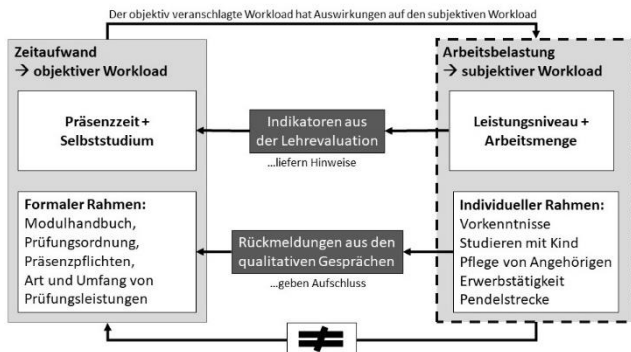 Der objektiv veranschlagte Workload hat Auswirkungen auf den subjektiven Workload
Zeitaufwand
→ objektiver Workload
Präsenzzeit +
Selbststudium
Formaler Rahmen:
Modulhandbuch,
Prüfungsordnung,
Präsenzpflichten,
Art und Umfang von
Prüfungsleistungen
Indikatoren aus
der Lehrevaluation
...liefern Hinweise
Rückmeldungen aus den
qualitativen Gesprächen
...geben Aufschluss
Arbeitsbelastung
→ subjektiver Workload
Leistungsniveau +
Arbeitsmenge
Individueller Rahmen:
Vorkenntnisse
Studieren mit Kind
Pflege von Angehörigen
Erwerbstätigkeit
Pendelstrecke
≠